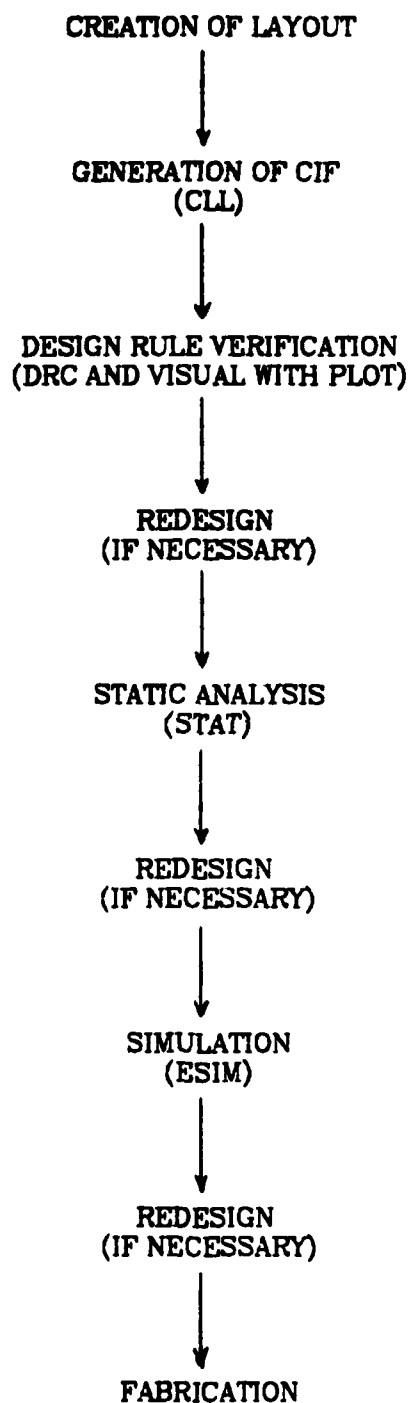 CREATION OF LAYOUT
GENERATION OF CIF
(CLL)
DESIGN RULE VERIFICATION
(DRC AND VISUAL WITH PLOT)
REDESIGN
(IF NECESSARY)
STATIC ANALYSIS
(STAT)
REDESIGN
(IF NECESSARY)
SIMULATION
(ESIM)
REDESIGN
(IF NECESSARY)
FABRICATION